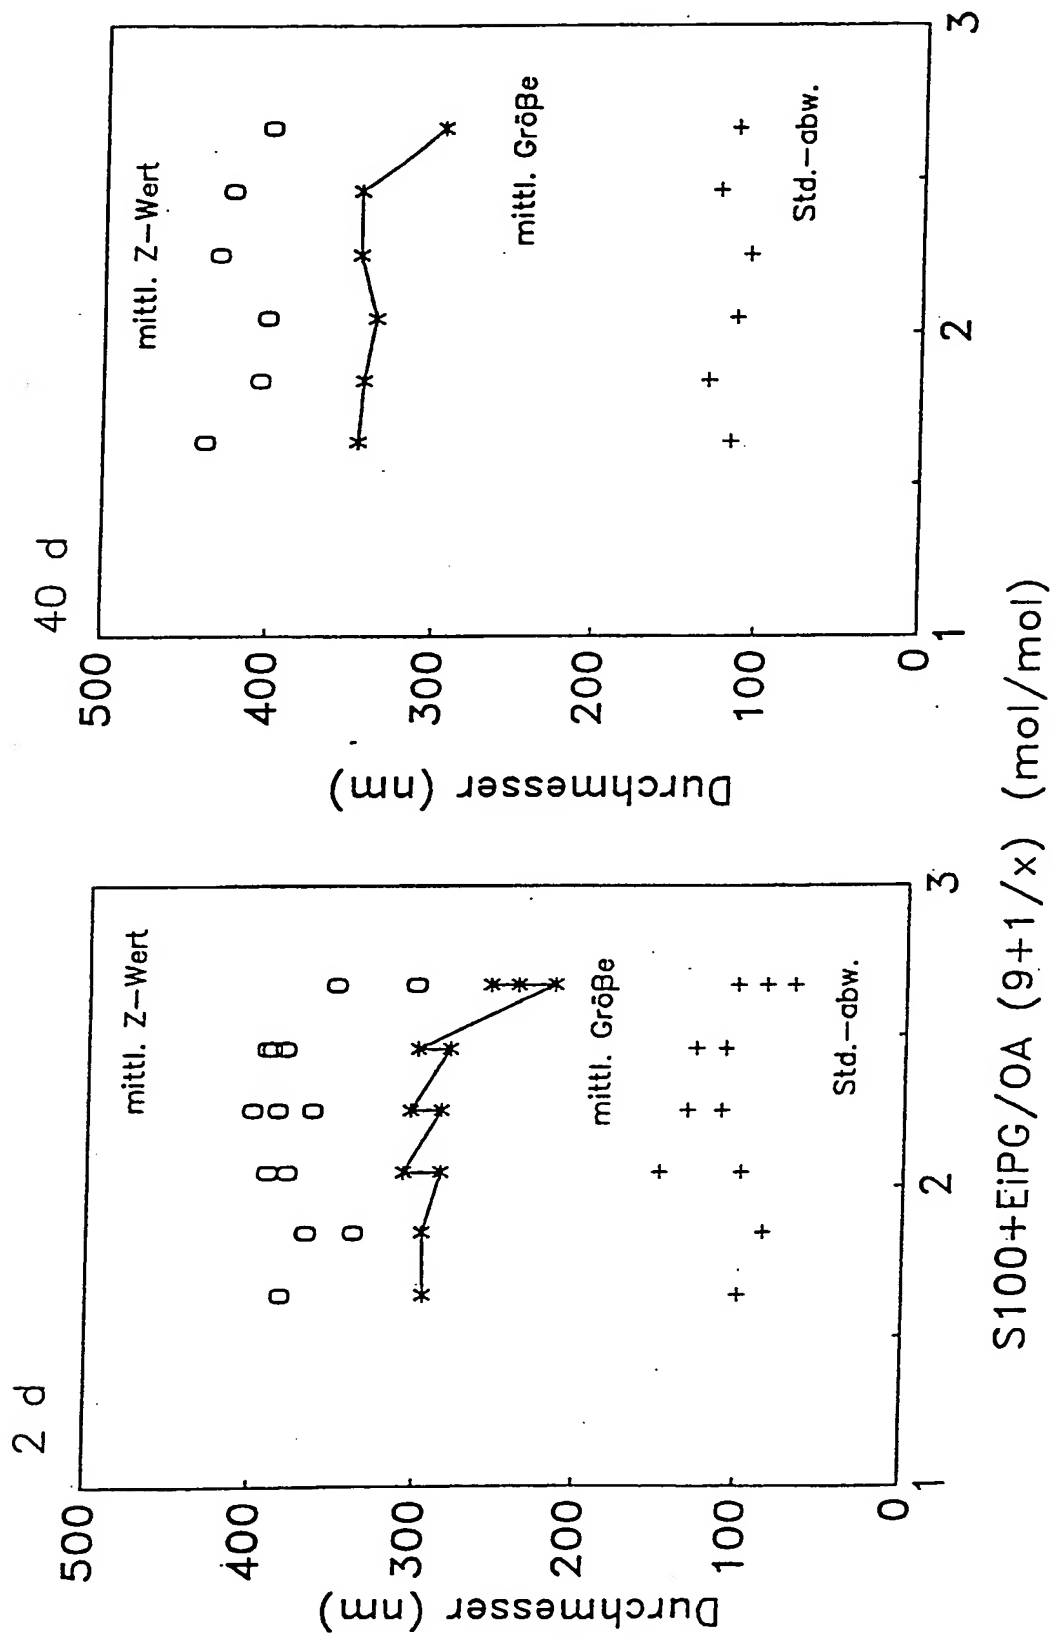 2 d
Durchmesser (nm)
500
400
300
200
100
0
1
2
3
mittl. Z-Wert
mittl. Größe
Std.-abw.
40 d
Durchmesser (nm)
500
400
300
200
100
0
1
2
3
mittl. Z-Wert
mittl. Größe
Std.-abw.
S100+EiPG/OA (9+1/x) (mol/mol)